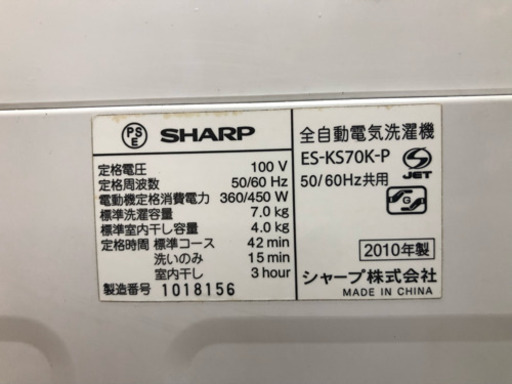 PS
E
SHARP
定格電圧 100 V
定格周波数 50/60 Hz
電動機定格消費電力 360/450 W
標準洗濯容量 7.0 kg
標準室内干し容量 4.0 kg
定格時間 標準コース 42 min
洗いのみ 15 min
室内干し 3 hour
製造番号 1018156
全自動電気洗濯機
ES-KS70K-P
50/60Hz共用
S
JET
G
2010年製
シャープ株式会社
MADE IN CHINA